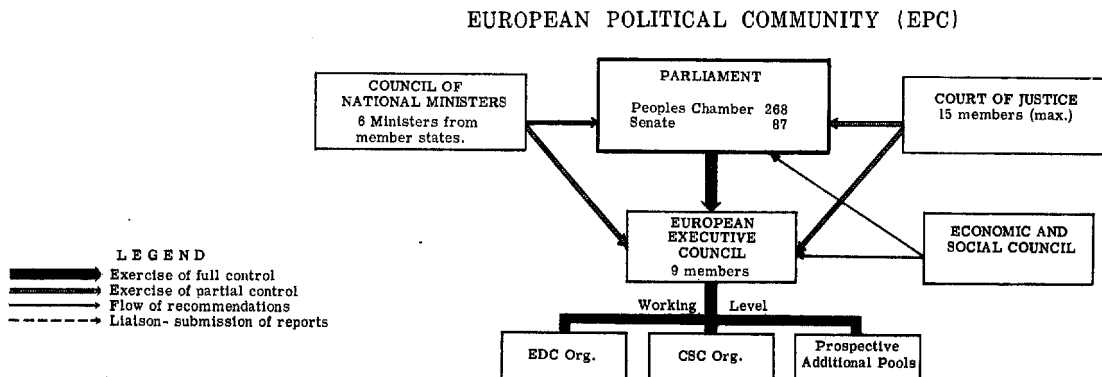 EUROPEAN POLITICAL COMMUNITY (EPC)
COUNCIL OF
NATIONAL MINISTERS
6 Ministers from
member states.
PARLIAMENT
Peoples Chamber 268
Senate 87
COURT OF JUSTICE
15 members (max.)
EUROPEAN
EXECUTIVE
COUNCIL
9 members
ECONOMIC AND
SOCIAL COUNCIL
LEGEND
Exercise of full control
Exercise of partial control
Flow of recommendations
Liaison- submission of reports
Working Level
EDC Org.
CSC Org.
Prospective
Additional Pools